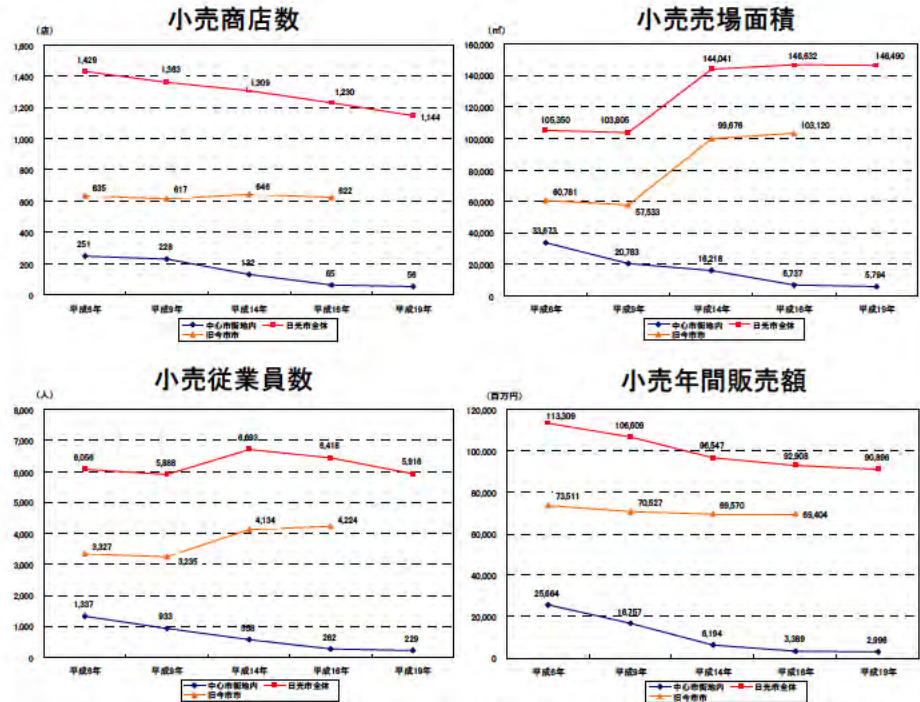 小売商店数
(店)
1,600
1,400
1,200
1,000
800
600
400
200
0
1,429
1,363
1,309
1,230
1,144
635
617
646
622
251
228
132
65
56
平成6年
平成9年
平成14年
平成16年
平成19年
中心市街地内
日光市全体
旧今市市
小売売場面積
(㎡)
160,000
140,000
120,000
100,000
80,000
60,000
40,000
20,000
0
105,350
103,805
144,041
146,632
146,490
60,781
57,533
99,676
103,120
33,673
20,783
16,218
6,737
5,794
平成6年
平成9年
平成14年
平成16年
平成19年
中心市街地内
日光市全体
旧今市市
小売従業員数
(人)
8,000
7,000
6,000
5,000
4,000
3,000
2,000
1,000
0
6,056
5,888
6,693
6,418
5,916
3,327
3,235
4,134
4,224
1,337
933
262
229
平成6年
平成9年
平成14年
平成16年
平成19年
中心市街地内
日光市全体
旧今市市
小売年間販売額
(百万円)
120,000
100,000
80,000
60,000
40,000
20,000
0
113,309
106,609
96,547
92,908
90,896
73,511
70,527
69,570
69,404
25,664
16,757
6,194
3,389
2,996
平成6年
平成9年
平成14年
平成16年
平成19年
中心市街地内
日光市全体
旧今市市